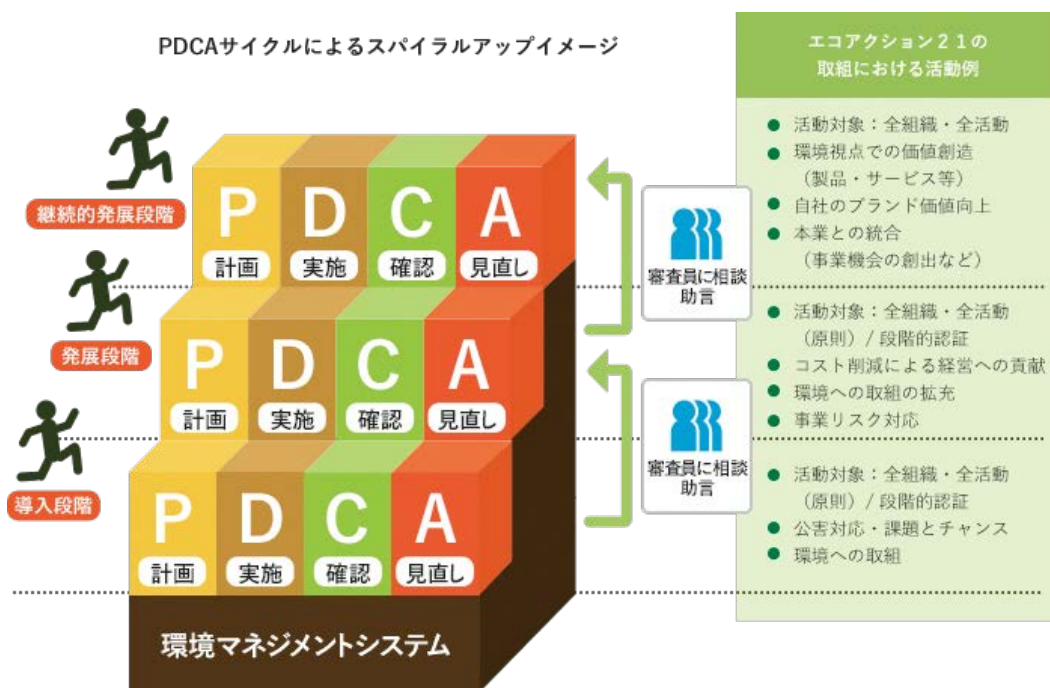 PDCAサイクルによるスパイラルアップイメージ
継続的発展段階
P D C A
計画 実施 確認 見直し
審査員に相談
助言
発展段階
P D C A
計画 実施 確認 見直し
審査員に相談
助言
導入段階
P D C A
計画 実施 確認 見直し
環境マネジメントシステム
エコアクション21の
取組における活動例
● 活動対象：全組織・全活動
● 環境視点での価値創造
（製品・サービス等）
● 自社のブランド価値向上
● 本業との統合
（事業機会の創出など）
● 活動対象：全組織・全活動
（原則）/ 段階的認証
● コスト削減による経営への貢献
● 環境への取組の拡充
● 事業リスク対応
● 活動対象：全組織・全活動
（原則）/ 段階的認証
● 公害対応・課題とチャンス
● 環境への取組